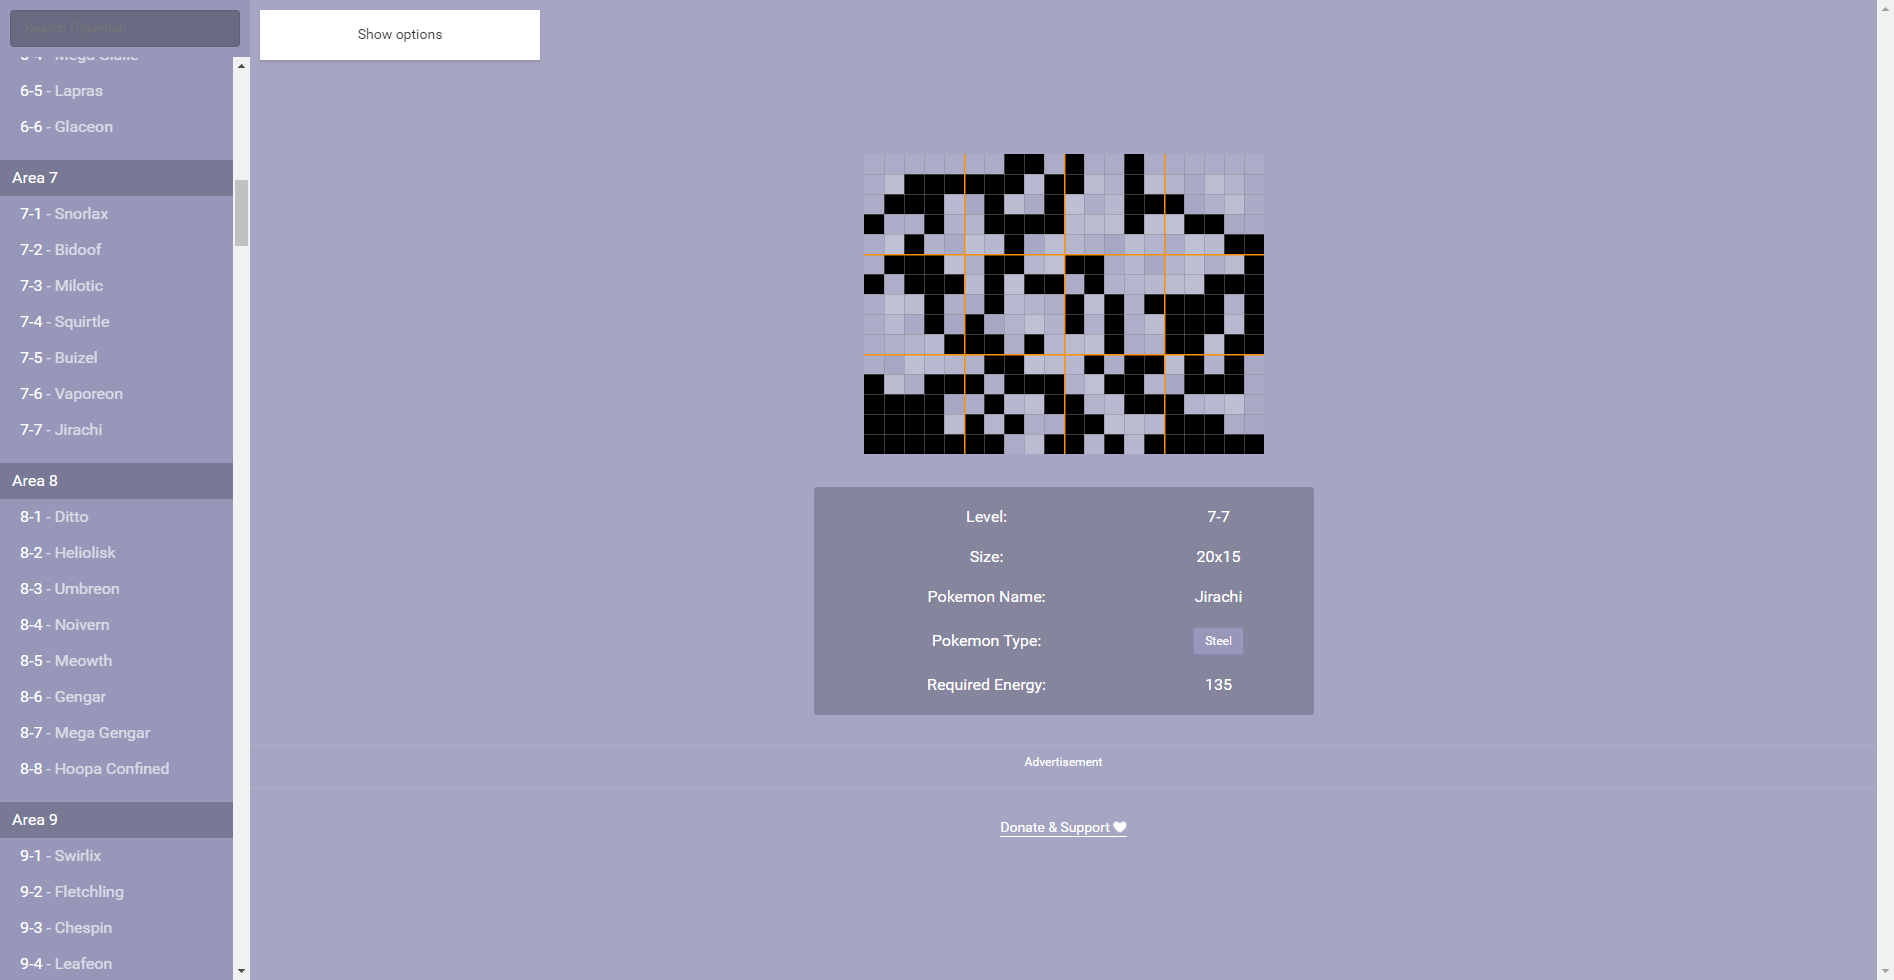 Search Pokemon...
Show options
6-4 - Mega Glalie
6-5 - Lapras
6-6 - Glaceon
Area 7
7-1 - Snorlax
7-2 - Bidoof
7-3 - Milotic
7-4 - Squirtle
7-5 - Buizel
7-6 - Vaporeon
7-7 - Jirachi
Area 8
8-1 - Ditto
8-2 - Heliolisk
8-3 - Umbreon
8-4 - Noivern
8-5 - Meowth
8-6 - Gengar
8-7 - Mega Gengar
8-8 - Hoopa Confined
Area 9
9-1 - Swirlix
9-2 - Fletchling
9-3 - Chespin
9-4 - Leafeon
Level: 7-7
Size: 20x15
Pokemon Name: Jirachi
Pokemon Type: Steel
Required Energy: 135
Advertisement
Donate & Support